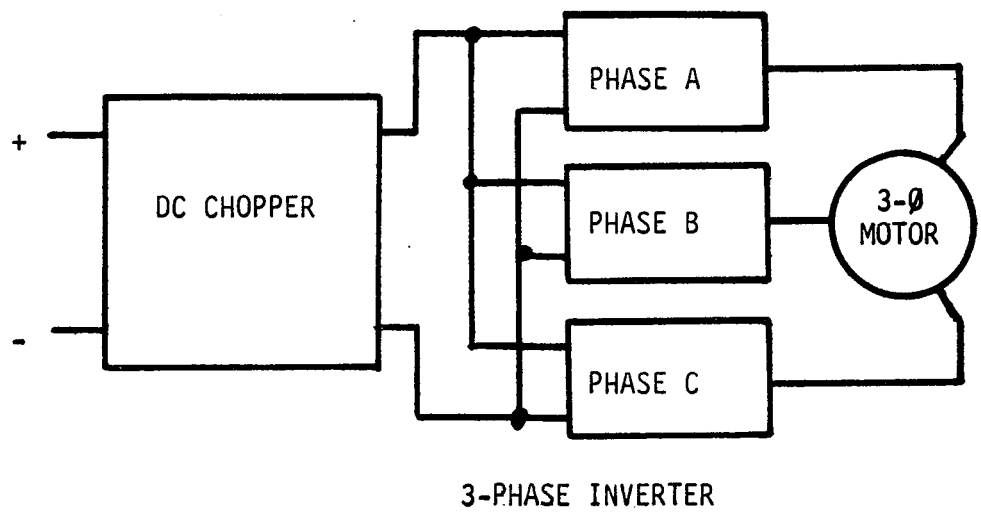 PHASE A
+
DC CHOPPER
PHASE B
3-Ø
MOTOR
-
PHASE C
3-PHASE INVERTER